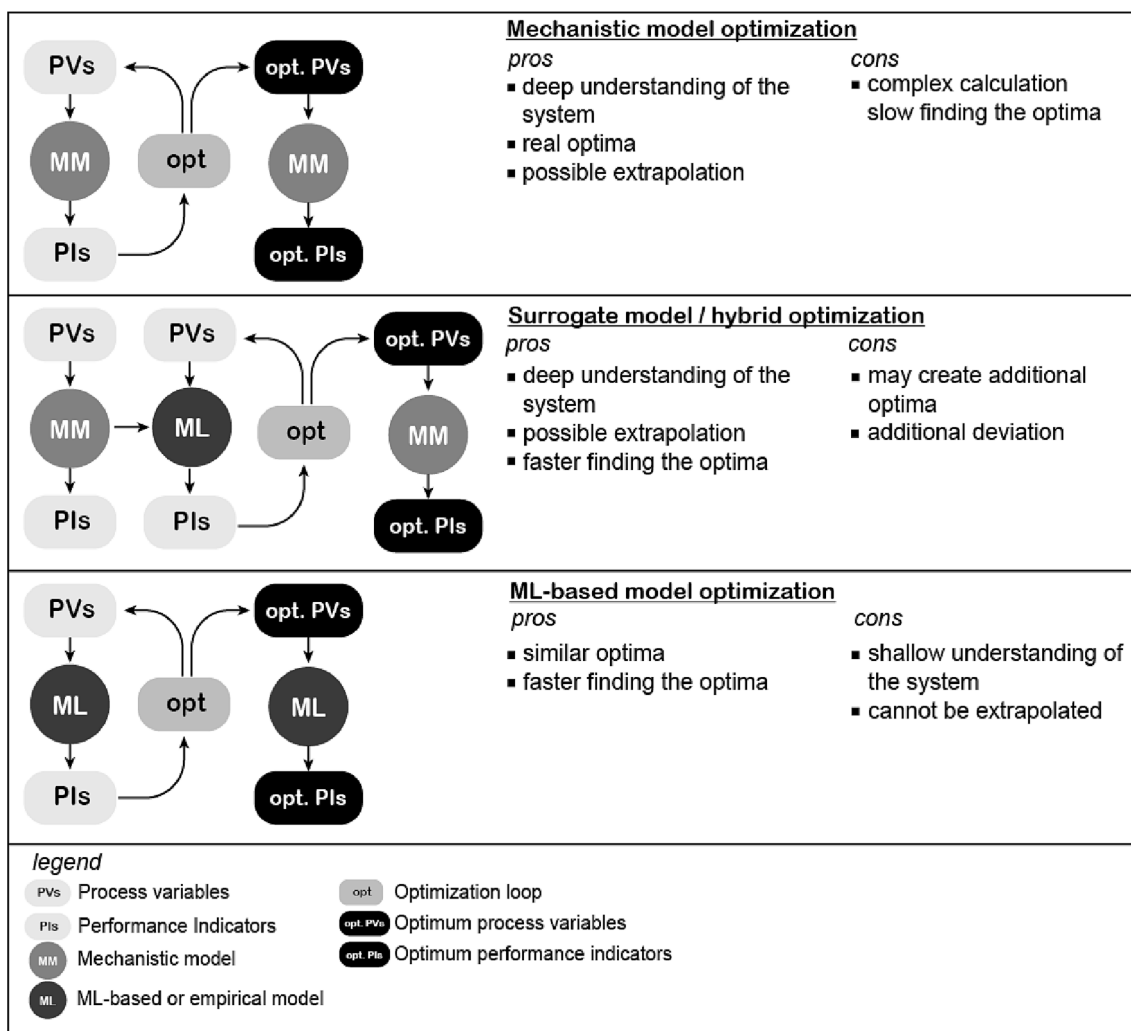 Mechanistic model optimization
pros
cons
PVs
opt. PVs
MM
opt
MM
PIs
opt. PIs
▪ deep understanding of the
system
▪ real optima
▪ possible extrapolation
▪ complex calculation
slow finding the optima
Surrogate model / hybrid optimization
pros
cons
PVs
PVs
opt. PVs
MM
ML
opt
MM
PIs
PIs
opt. PIs
▪ deep understanding of the
system
▪ possible extrapolation
▪ faster finding the optima
▪ may create additional
optima
▪ additional deviation
ML-based model optimization
pros
cons
PVs
opt. PVs
ML
opt
ML
PIs
opt. PIs
▪ similar optima
▪ faster finding the optima
▪ shallow understanding of
the system
▪ cannot be extrapolated
legend
PVs Process variables
PIs Performance Indicators
MM Mechanistic model
ML ML-based or empirical model
opt Optimization loop
opt. PVs Optimum process variables
opt. PIs Optimum performance indicators